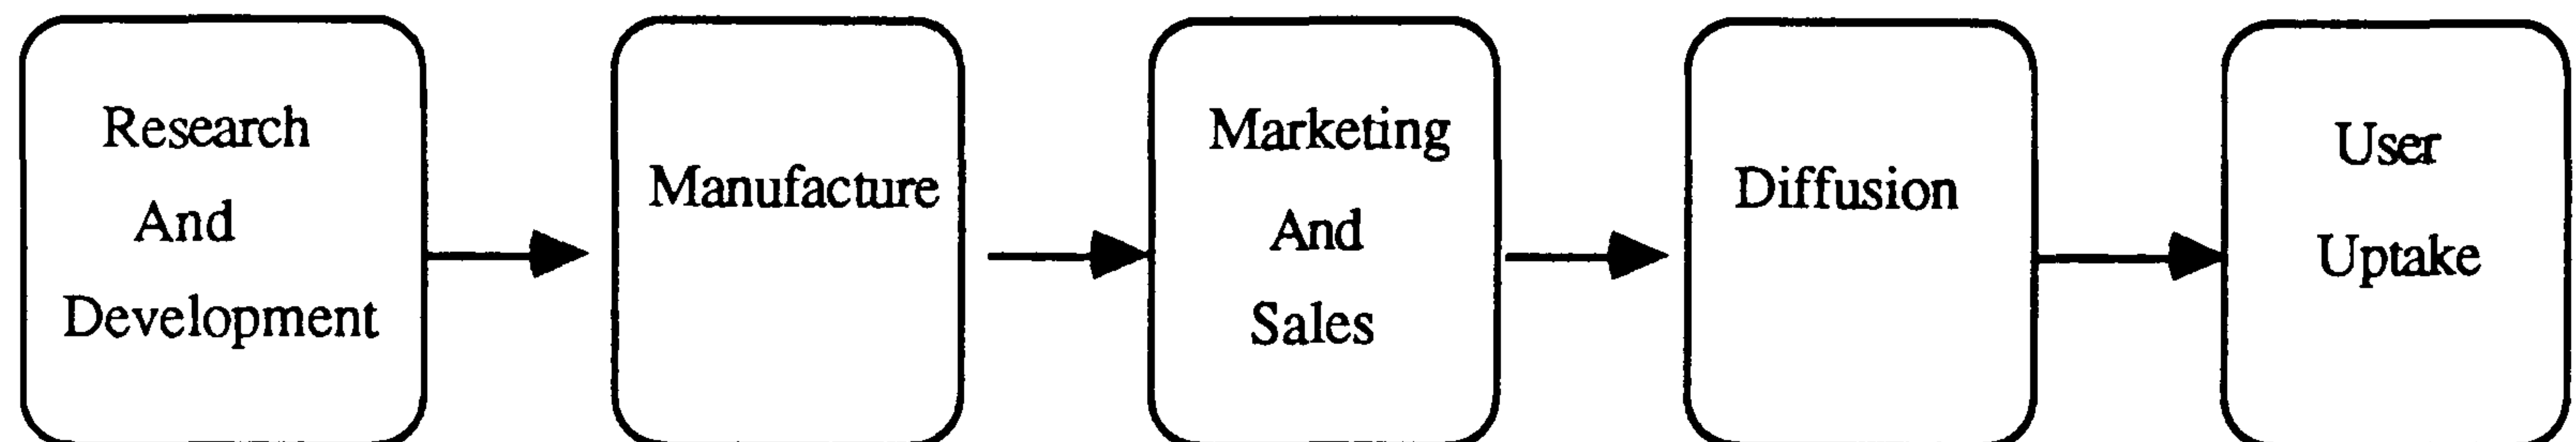 Research
And
Development
Manufacture
Marketing
And
Sales
Diffusion
User
Uptake